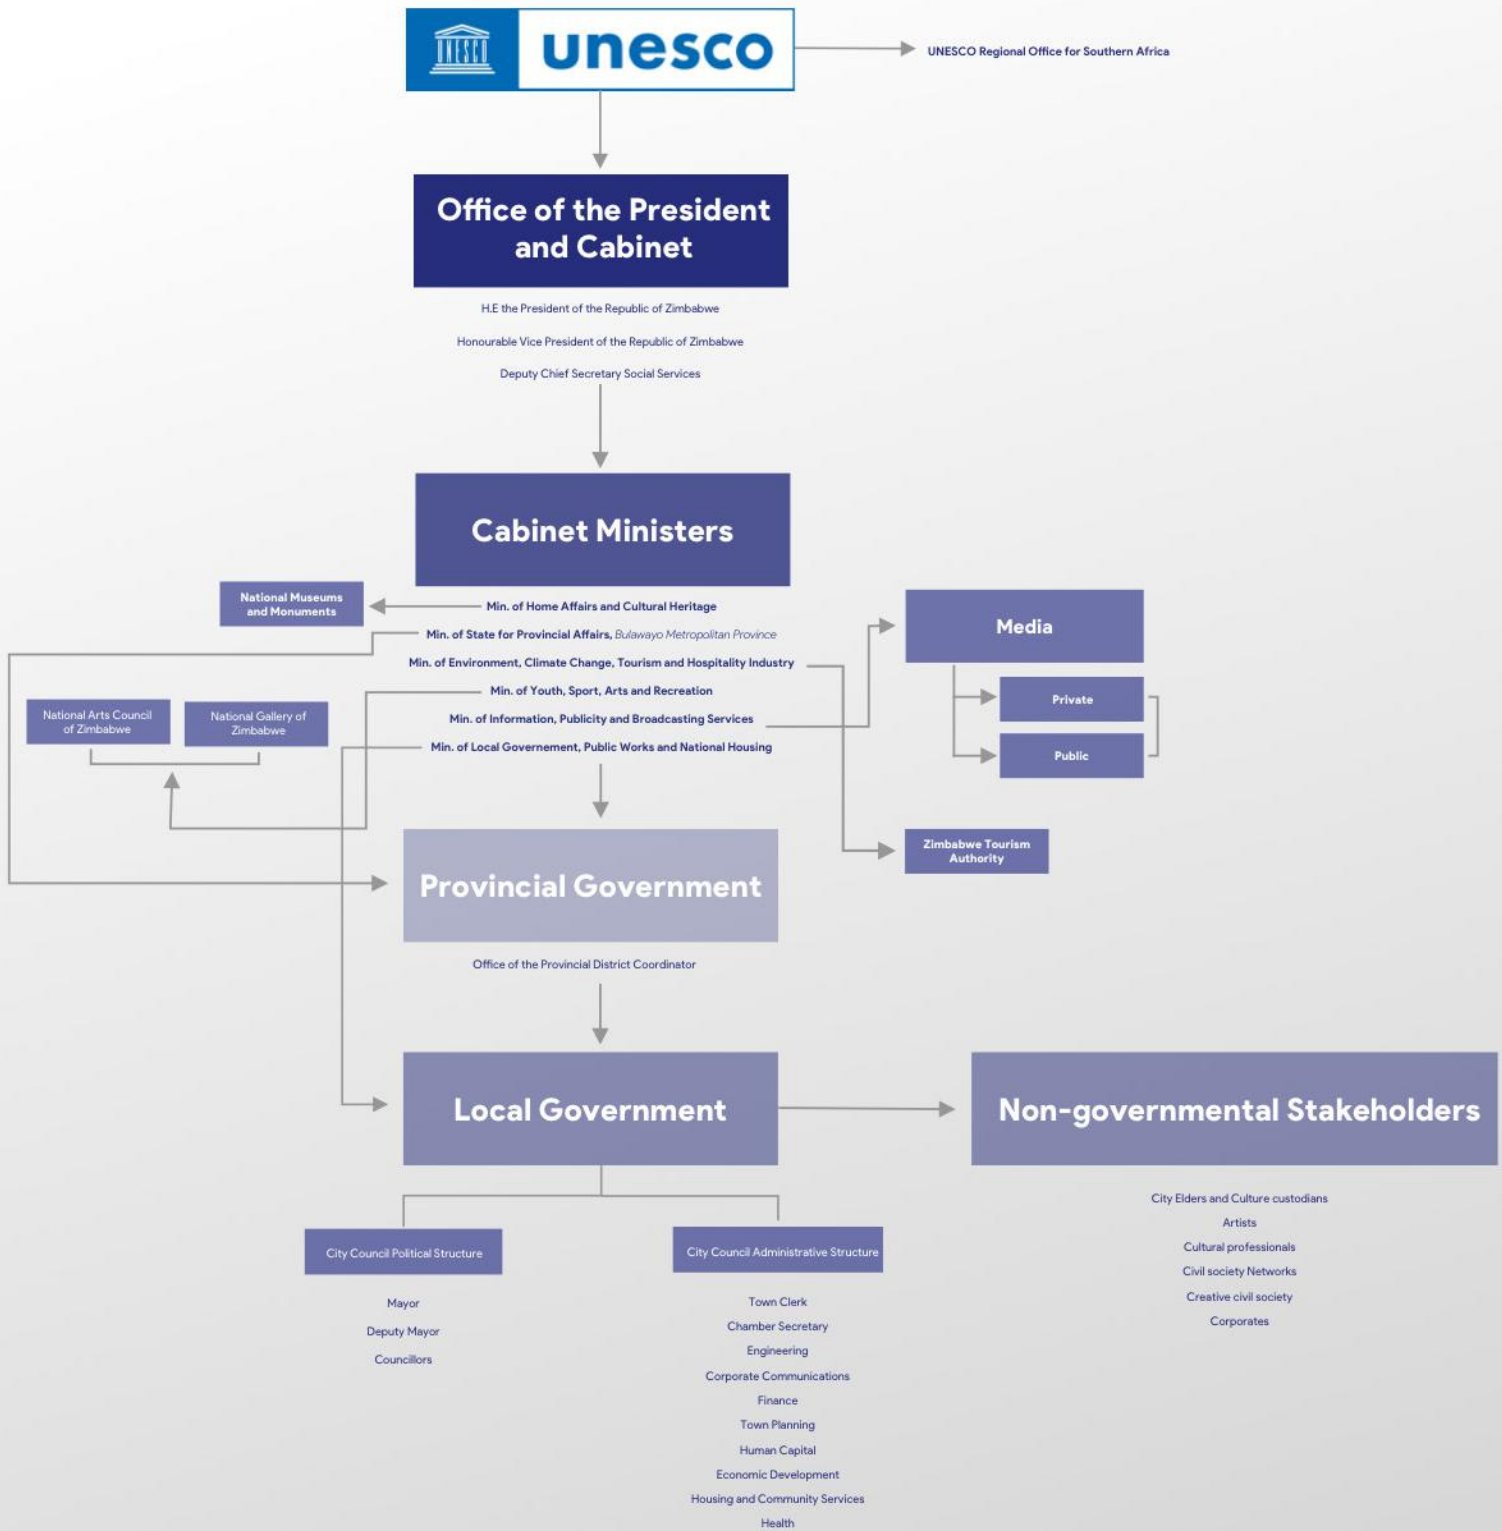 UNESCO
unesco
UNESCO Regional Office for Southern Africa
Office of the President
and Cabinet
H.E the President of the Republic of Zimbabwe
Honourable Vice President of the Republic of Zimbabwe
Deputy Chief Secretary Social Services
Cabinet Ministers
National Museums
and Monuments
Min. of Home Affairs and Cultural Heritage
Min. of State for Provincial Affairs, Bulawayo Metropolitan Province
Min. of Environment, Climate Change, Tourism and Hospitality Industry
Min. of Youth, Sport, Arts and Recreation
Min. of Information, Publicity and Broadcasting Services
Min. of Local Governement, Public Works and National Housing
Media
Private
Public
National Arts Council
of Zimbabwe
National Gallery of
Zimbabwe
Zimbabwe Tourism
Authority
Provincial Government
Office of the Provincial District Coordinator
Local Government
Non-governmental Stakeholders
City Elders and Culture custodians
Artists
Cultural professionals
Civil society Networks
Creative civil society
Corporates
City Council Political Structure
Mayor
Deputy Mayor
Councillors
City Council Administrative Structure
Town Clerk
Chamber Secretary
Engineering
Corporate Communications
Finance
Town Planning
Human Capital
Economic Development
Housing and Community Services
Health